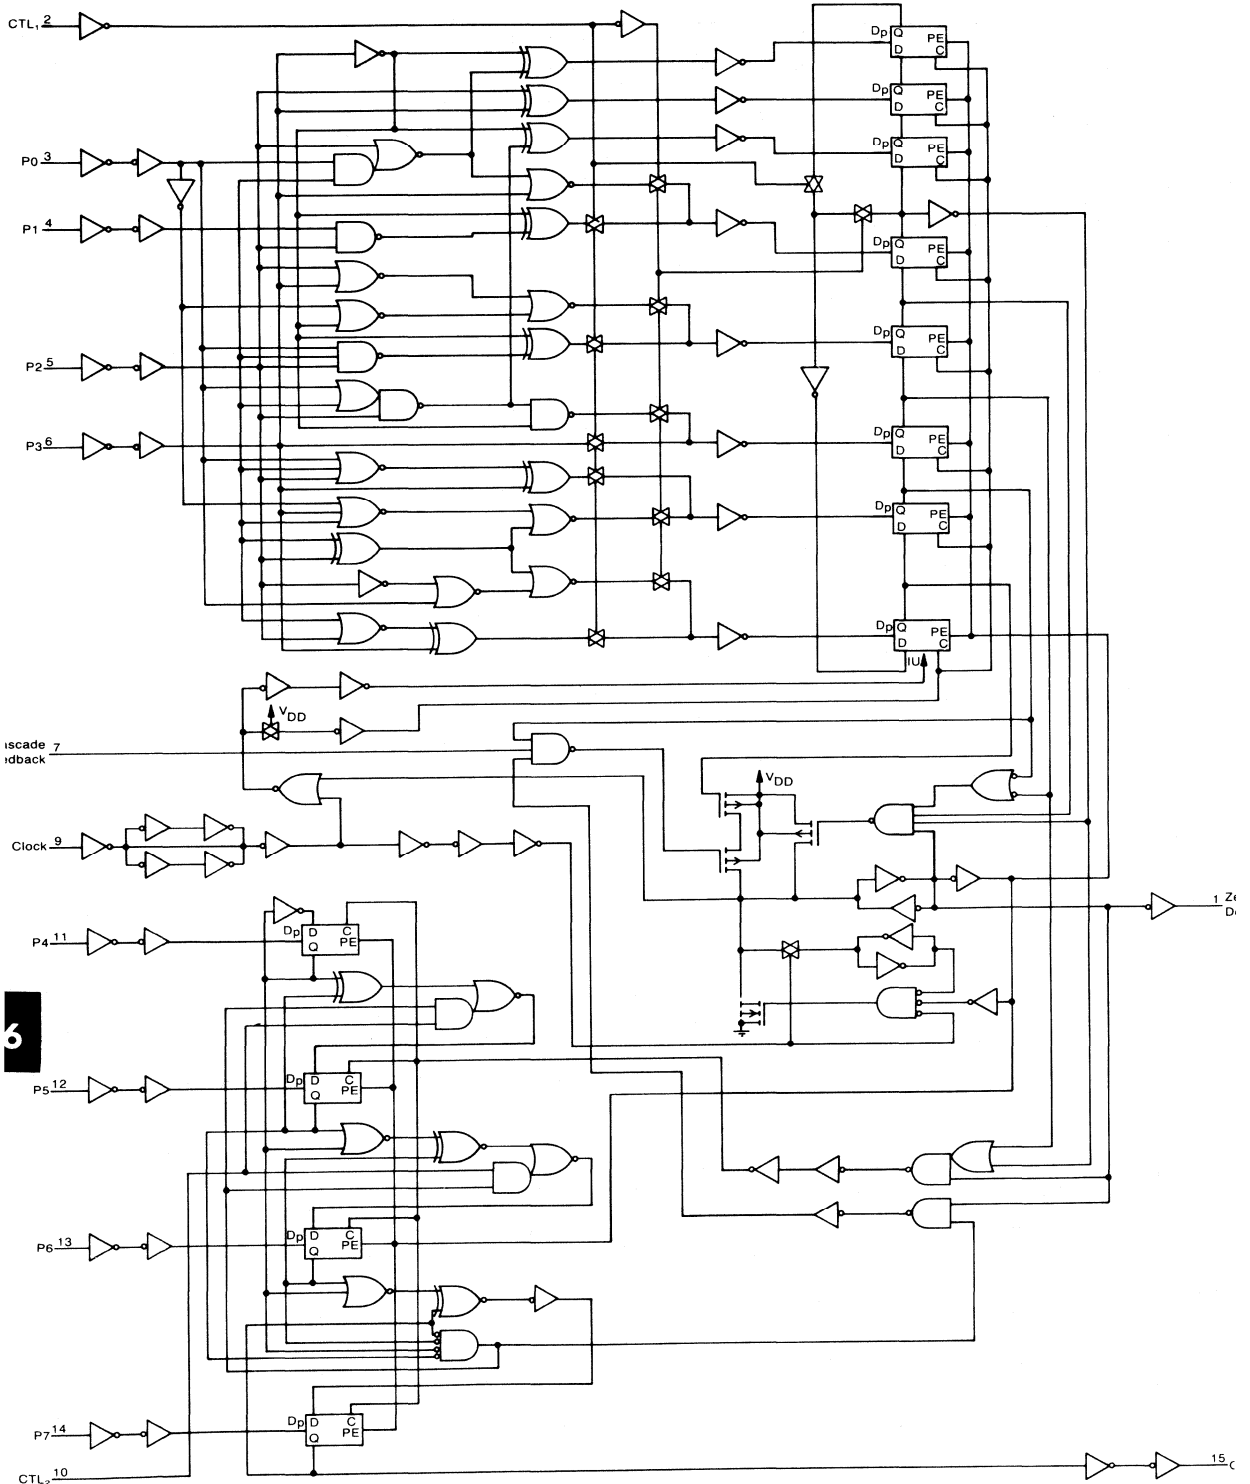 CTL₁ 2
Dp Q PE
D C
Dp Q PE
D C
Dp Q PE
D C
P0 3
P1 4
Dp Q PE
D C
Dp Q PE
D C
P2 5
P3 6
Dp Q PE
D C
Dp Q PE
D C
Dp Q PE
D C
IU
VDD
7
VDD
Clock 9
1
P4 11
Dp D C
Q PE
6
P5 12
Dp D C
Q PE
P6 13
Dp D C
Q PE
P7 14
Dp D C
Q PE
CTL₂ 10
15